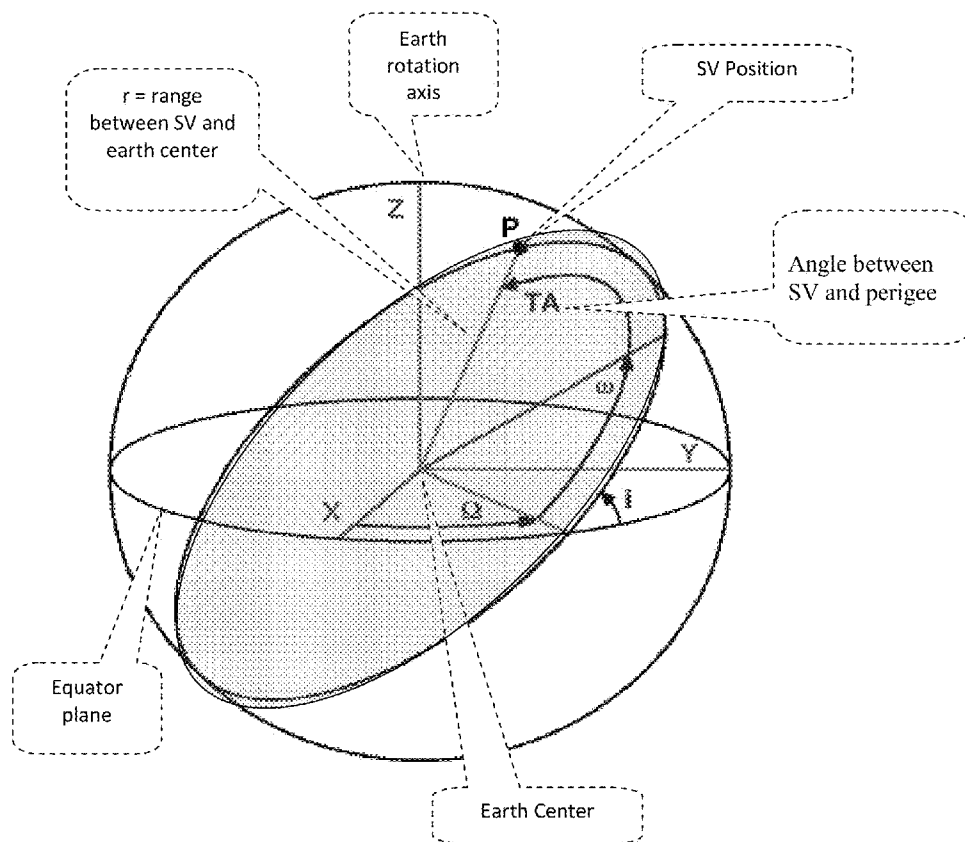 Earth
rotation
axis
SV Position
r = range
between SV and
earth center
Z
P
TA
Angle between
SV and perigee
ω
Y
X
Ω
i
Equator
plane
Earth Center